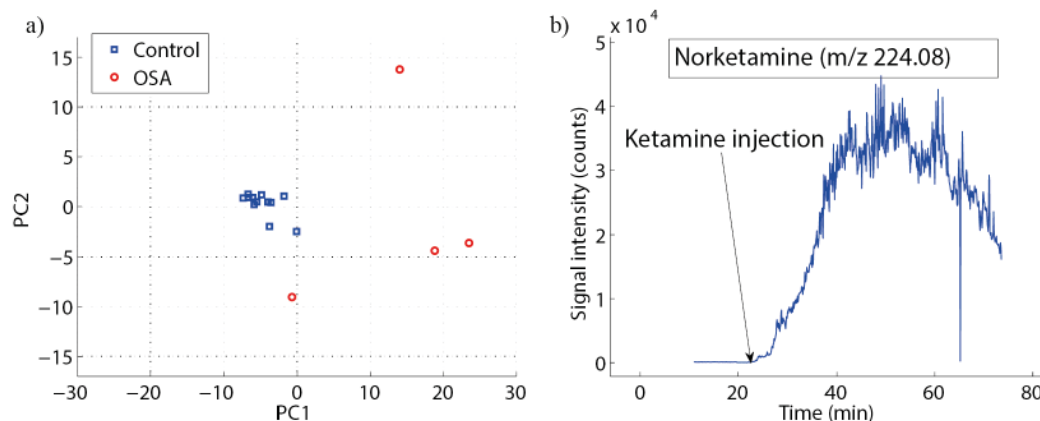 a)
Control
OSA
15
10
5
0
−5
−10
−15
PC2
−30
−20
−10
0
10
20
30
PC1
b)
x 10⁴
5
4
3
2
1
0
Signal intensity (counts)
Norketamine (m/z 224.08)
Ketamine injection
0
20
40
60
80
Time (min)